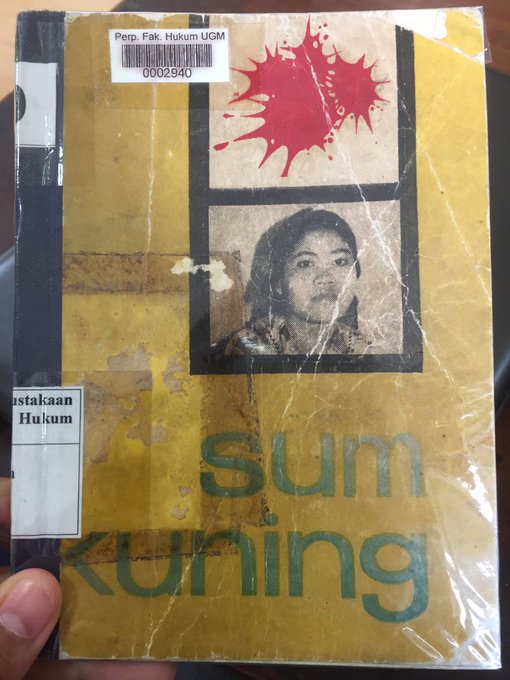 Perp. Fak. Hukum UGM
0002940
ustakaan
Hukum
sum
kuning